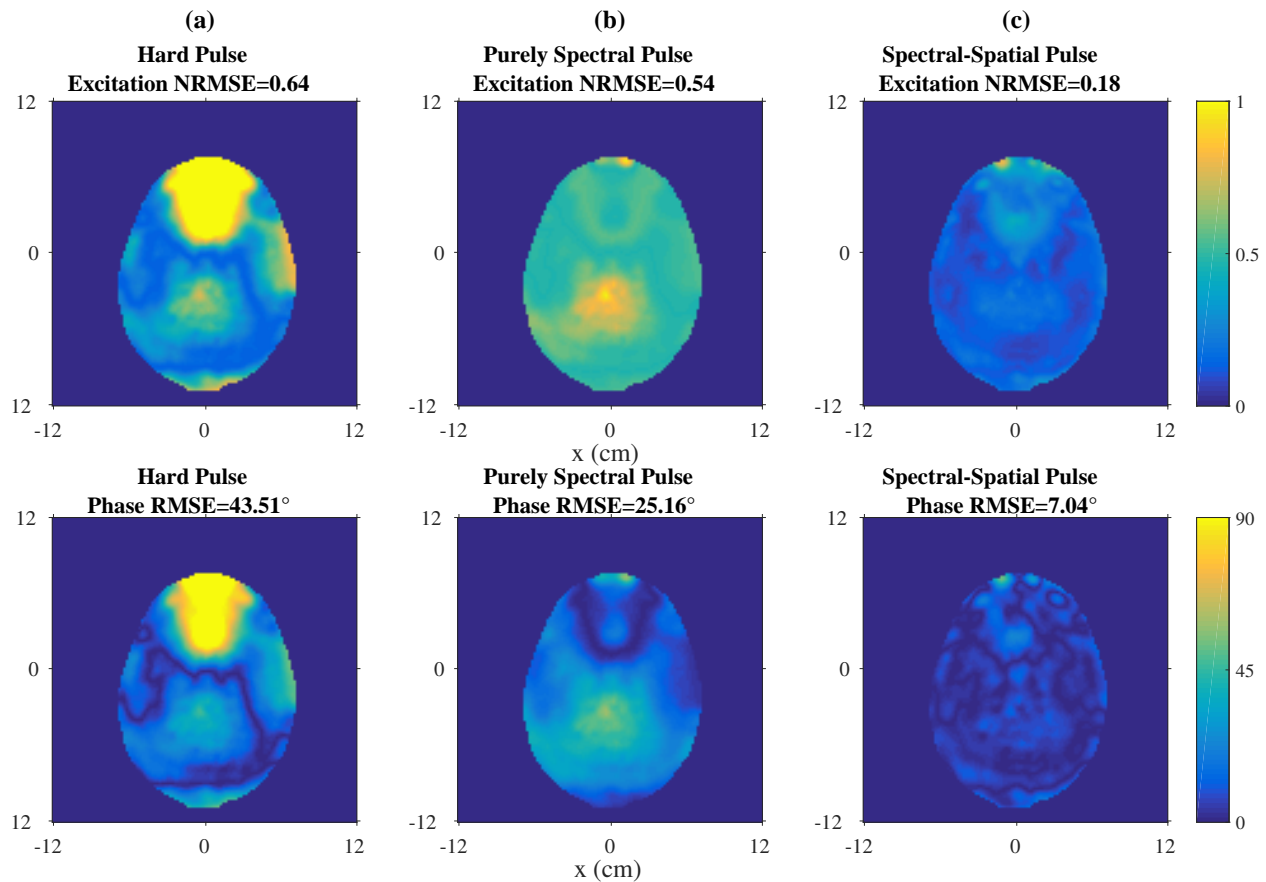 (a) (b) (c)
Hard Pulse
Excitation NRMSE=0.64
Purely Spectral Pulse
Excitation NRMSE=0.54
Spectral-Spatial Pulse
Excitation NRMSE=0.18
12 12 12 1
0 0 0 0.5
12 -12 -12 0
-12 0 12 -12 0 12 -12 0 12
x (cm)
Hard Pulse
Phase RMSE=43.51°
Purely Spectral Pulse
Phase RMSE=25.16°
Spectral-Spatial Pulse
Phase RMSE=7.04°
12 12 12 90
0 0 0 45
12 -12 -12 0
-12 0 12 -12 0 12 -12 0 12
x (cm)